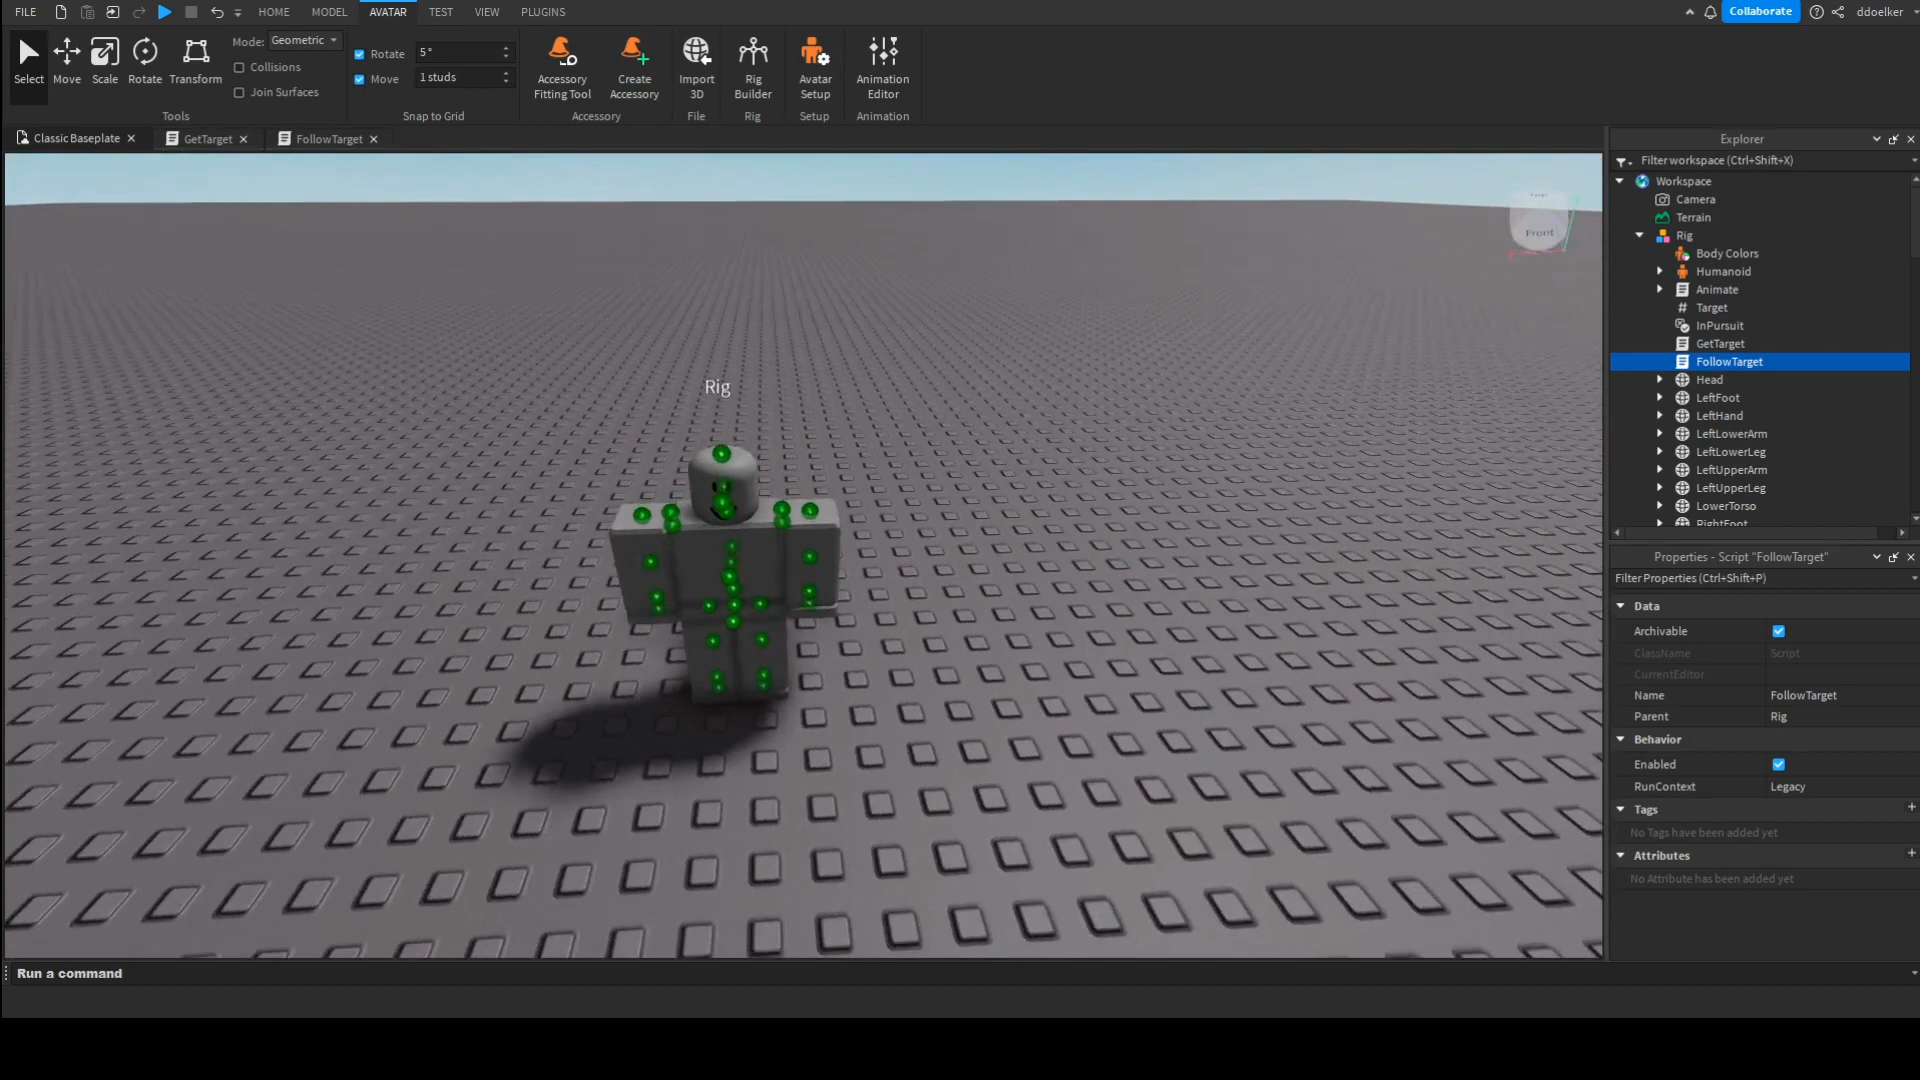 FILE HOME MODEL AVATAR TEST VIEW PLUGINS Collaborate ddoelker
Select Move Scale Rotate Transform
Mode: Geometric
Collisions
Join Surfaces
Tools
Rotate 5°
Move 1 studs
Snap to Grid
Accessory Fitting Tool
Create Accessory
Accessory
Import 3D
File
Rig Builder
Rig
Avatar Setup
Setup
Animation Editor
Animation
Classic Baseplate GetTarget FollowTarget
Rig
Front
Explorer
Filter workspace (Ctrl+Shift+X)
Workspace
Camera
Terrain
Rig
Body Colors
Humanoid
Animate
Target
InPursuit
GetTarget
FollowTarget
Head
LeftFoot
LeftHand
LeftLowerArm
LeftLowerLeg
LeftUpperArm
LeftUpperLeg
LowerTorso
RightFoot
Properties - Script "FollowTarget"
Filter Properties (Ctrl+Shift+P)
Data
Archivable
ClassName Script
CurrentEditor
Name FollowTarget
Parent Rig
Behavior
Enabled
RunContext Legacy
Tags
No Tags have been added yet
Attributes
No Attribute has been added yet
Run a command